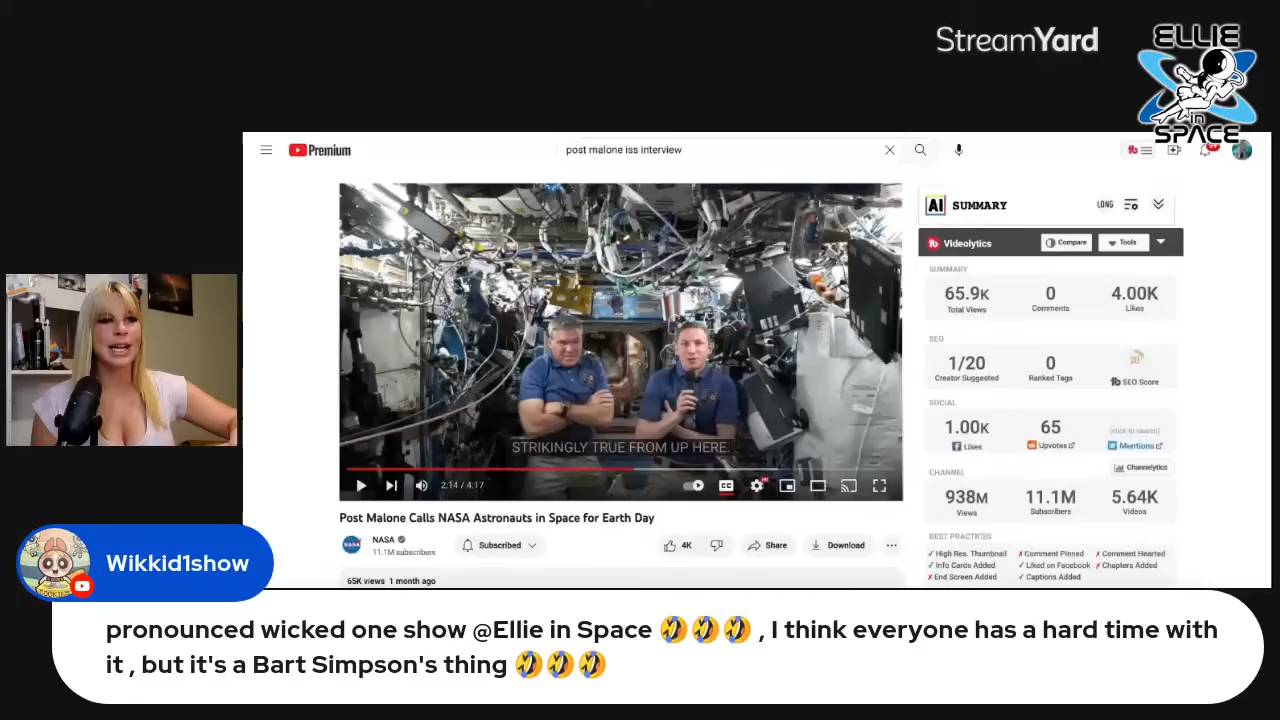 StreamYard
ELLIE
in
SPACE
Premium
post malone iss interview
AI SUMMARY
LONG
Videolytics
Compare
Tools
SUMMARY
65.9K
0
4.00K
Total Views
Comments
Likes
SEO
1/20
0
Creator Suggested
Ranked Tags
SEO Score
SOCIAL
1.00K
65
Likes
Upvotes
Mentions
Channelytics
CHANNEL
938M
11.1M
5.64K
Views
Subscribers
Videos
✓ High Res. Thumbnail
✗ Comment Pinned
✗ Comment Hearted
✓ Info Cards Added
✓ Liked on Facebook
✗ Chapters Added
✗ End Screen Added
✓ Captions Added
STRIKINGLY TRUE FROM UP HERE.
2:14 / 4:17
CC
Post Malone Calls NASA Astronauts in Space for Earth Day
NASA
NASA
11.1M subscribers
Subscribed
4K
Share
Download
65K views 1 month ago
Wikkid1show
pronounced wicked one show @Ellie in Space 🤣🤣🤣 , I think everyone has a hard time with
it , but it's a Bart Simpson's thing 🤣🤣🤣